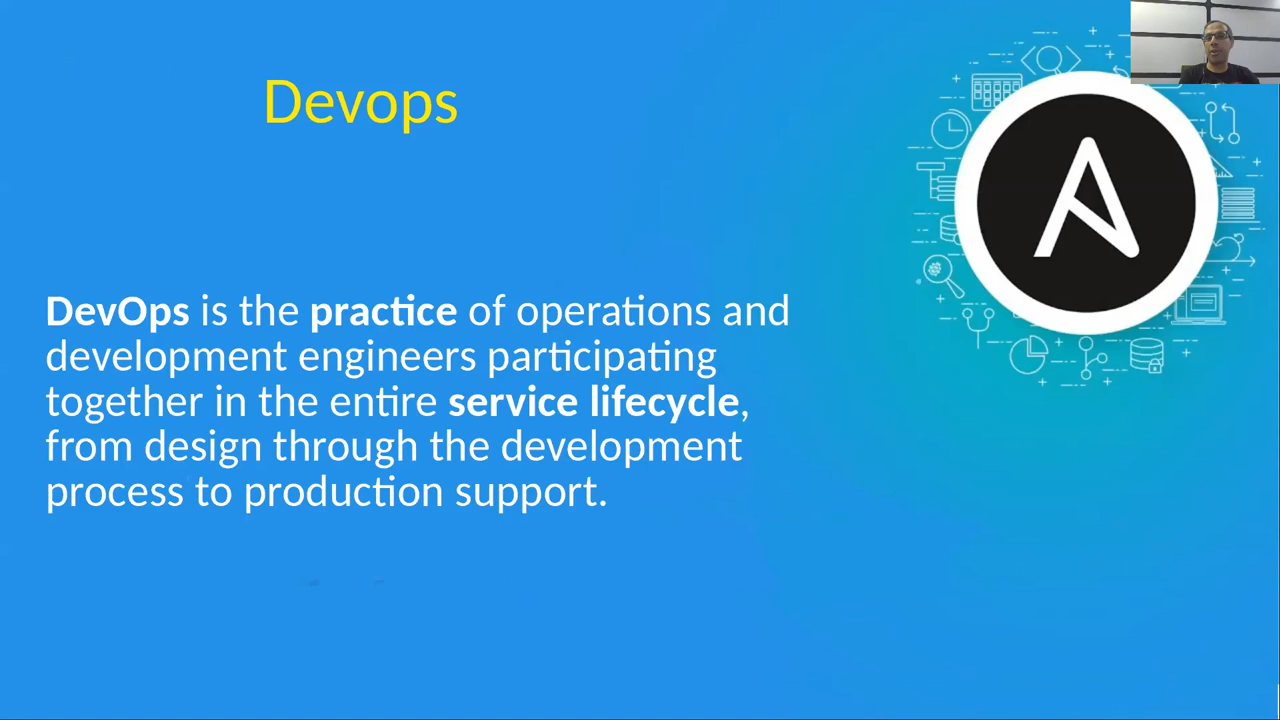 Devops
DevOps is the practice of operations and
development engineers participating
together in the entire service lifecycle,
from design through the development
process to production support.